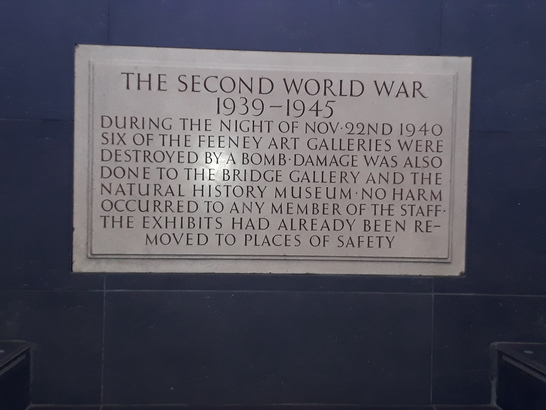 THE SECOND WORLD WAR
1939-1945
DURING THE NIGHT OF NOV·22ND 1940
SIX OF THE FEENEY ART GALLERIES WERE
DESTROYED BY A BOMB·DAMAGE WAS ALSO
DONE TO THE BRIDGE GALLERY AND THE
NATURAL HISTORY MUSEUM·NO HARM
OCCURRED TO ANY MEMBER OF THE STAFF·
THE EXHIBITS HAD ALREADY BEEN RE-
MOVED TO PLACES OF SAFETY